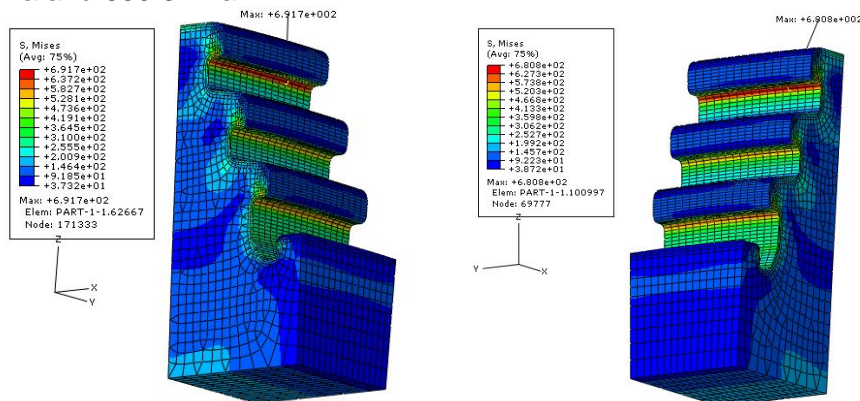 Max: +6.917e+002
S, Mises
(Avg: 75%)
+6.917e+02
+6.372e+02
+5.827e+02
+5.281e+02
+4.736e+02
+4.191e+02
+3.645e+02
+3.100e+02
+2.555e+02
+2.009e+02
+1.464e+02
+9.185e+01
+3.732e+01
Max: +6.917e+02
Elem: PART-1-1.62667
Node: 171333
Z
X
Y
Max: +6.808e+002
S, Mises
(Avg: 75%)
+6.808e+02
+6.273e+02
+5.738e+02
+5.203e+02
+4.668e+02
+4.133e+02
+3.598e+02
+3.062e+02
+2.527e+02
+1.992e+02
+1.457e+02
+9.223e+01
+3.872e+01
Max: +6.808e+02
Elem: PART-1-1.100997
Node: 69777
Z
Y
X